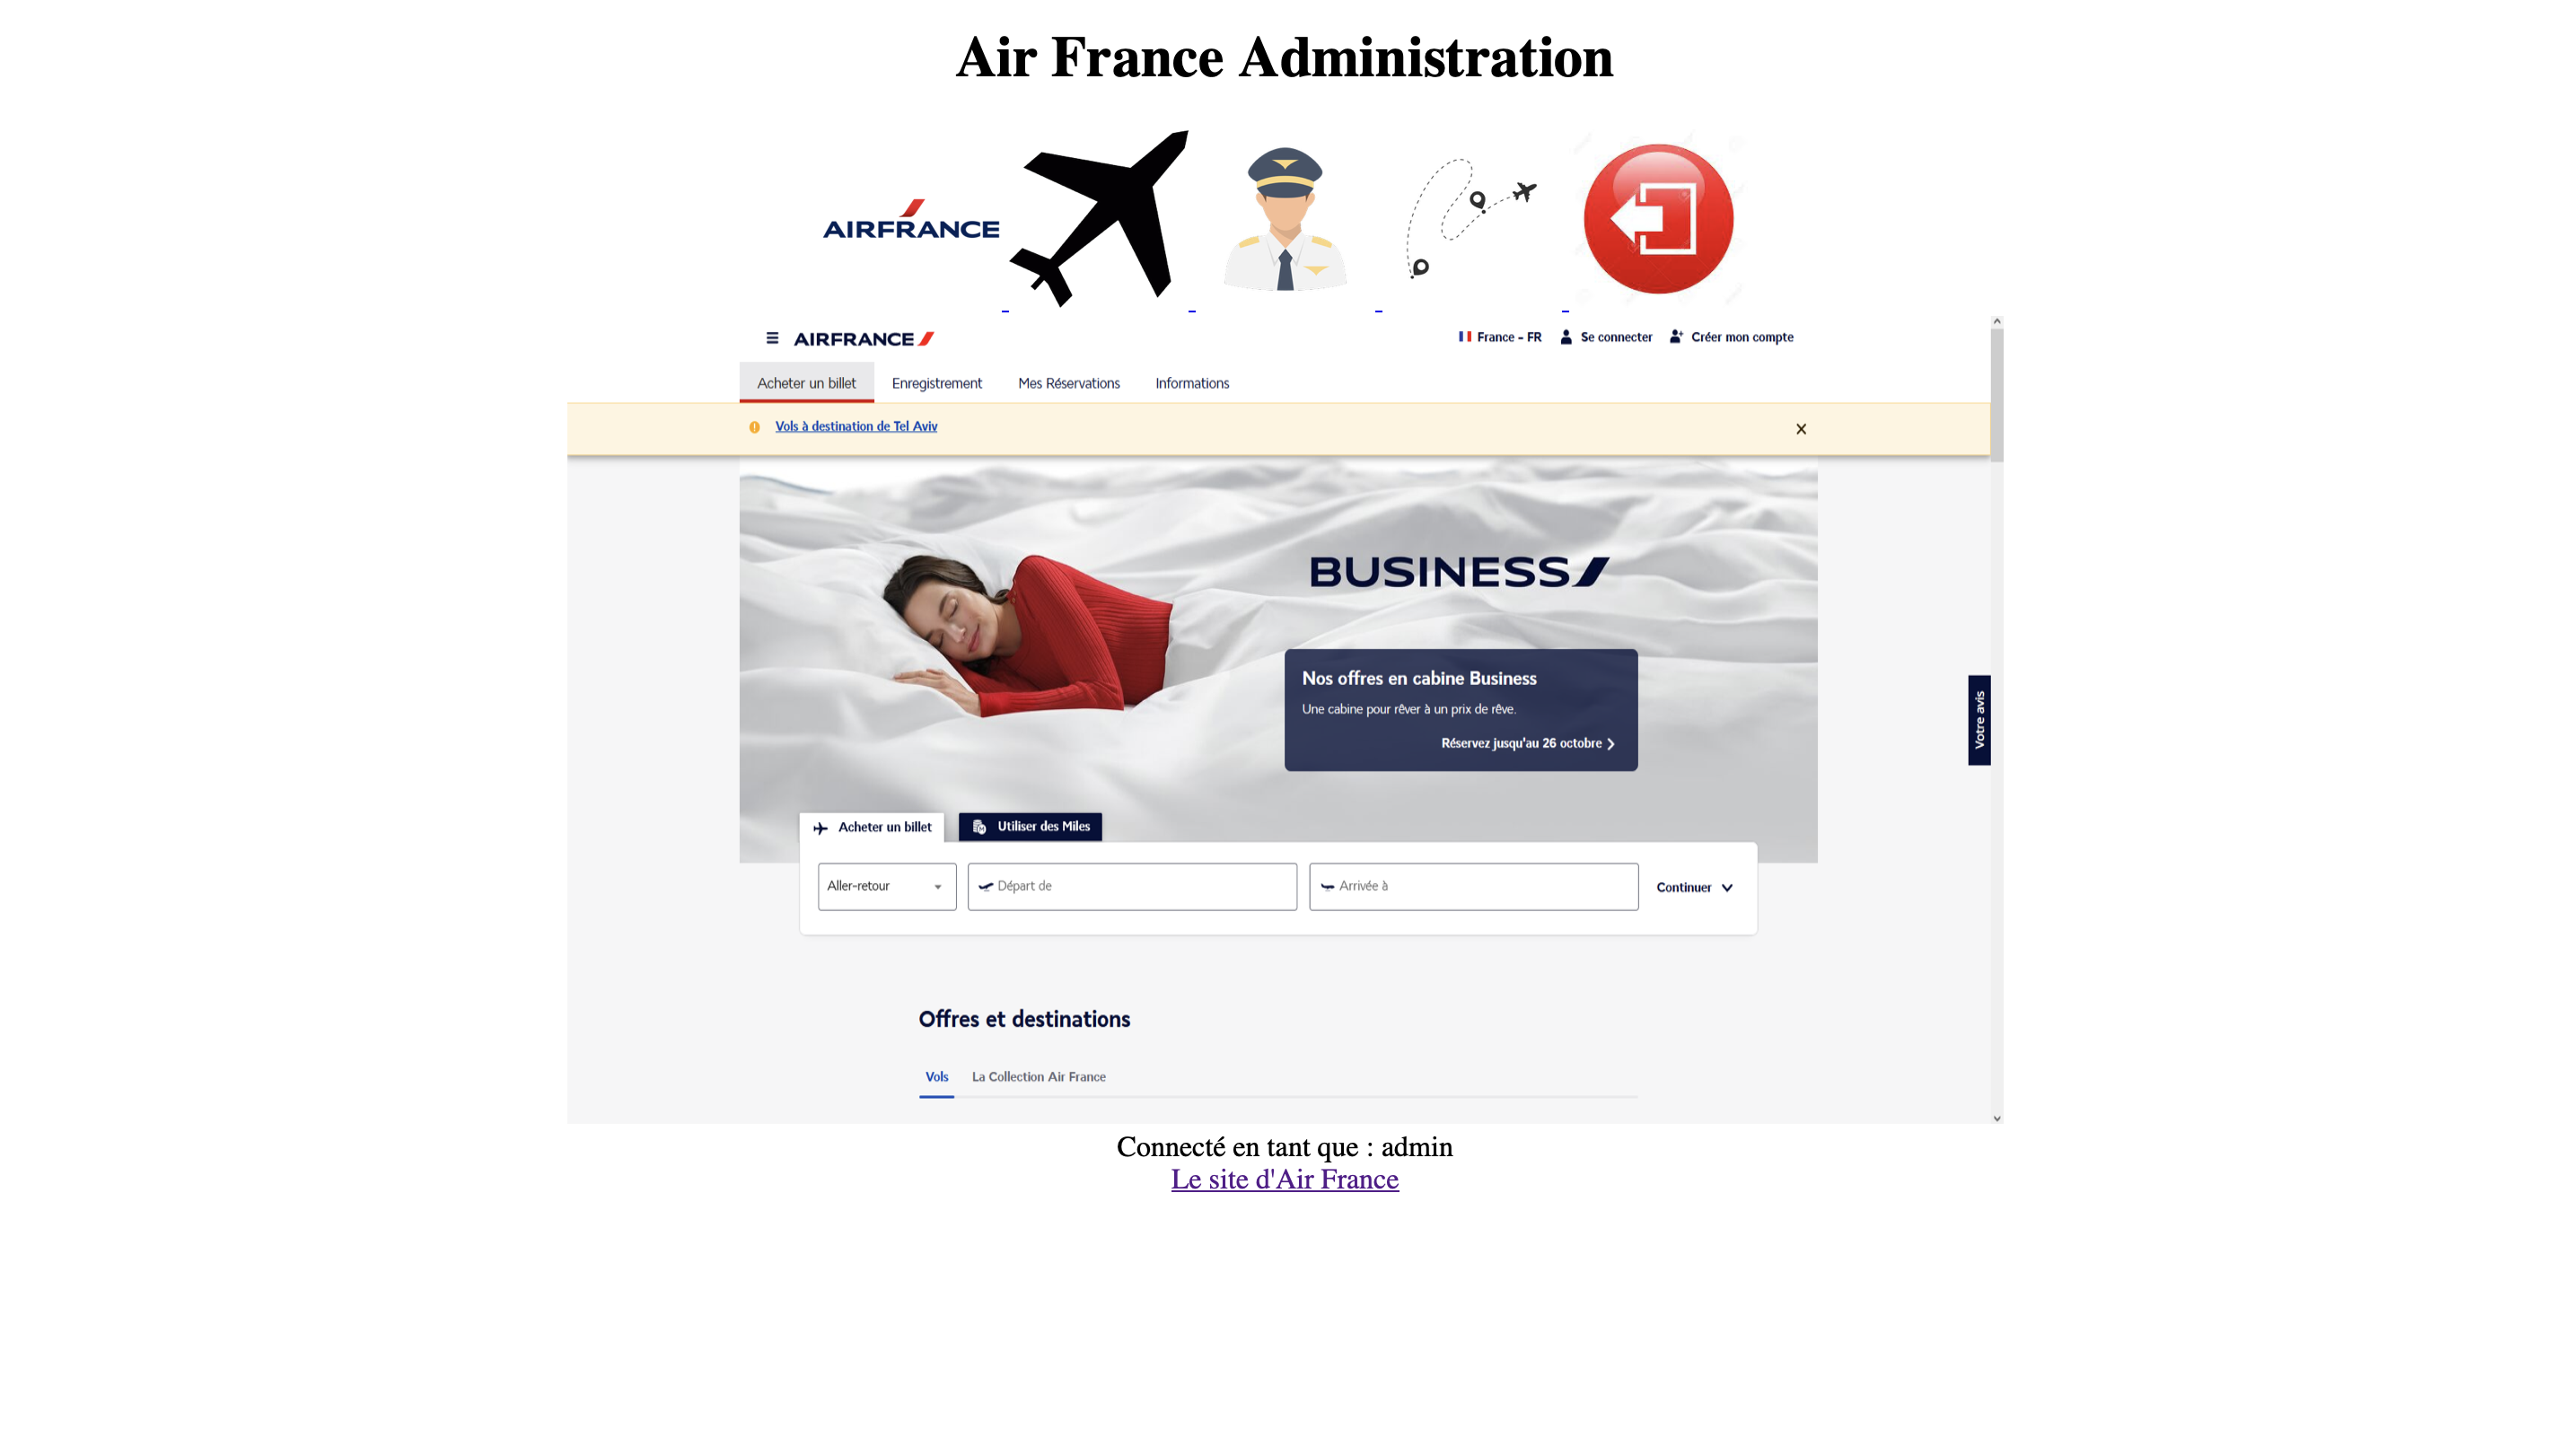 Air France Administration
AIRFRANCE
AIRFRANCE
France - FR
Se connecter
Créer mon compte
Acheter un billet
Enregistrement
Mes Réservations
Informations
Vols à destination de Tel Aviv
BUSINESS
Nos offres en cabine Business
Une cabine pour rêver à un prix de rêve.
Réservez jusqu'au 26 octobre
Votre avis
Acheter un billet
Utiliser des Miles
Aller-retour
Départ de
Arrivée à
Continuer
Offres et destinations
Vols
La Collection Air France
Connecté en tant que : admin
Le site d'Air France